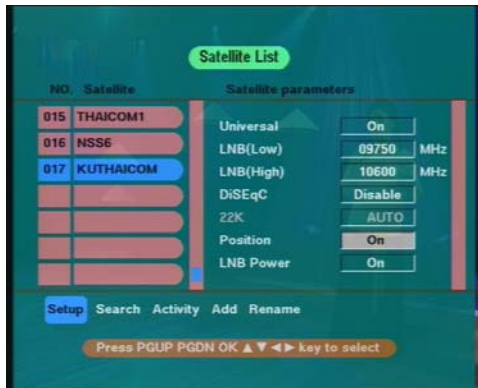 Satellite List
NO. Satellite Satellite parameters
015 THAICOM1
016 NSS6
017 KUTHAICOM
Universal On
LNB(Low) 09750 MHz
LNB(High) 10600 MHz
DiSEqC Disable
22K AUTO
Position On
LNB Power On
Setup Search Activity Add Rename
Press PGUP PGDN OK ▲▼◄► key to select